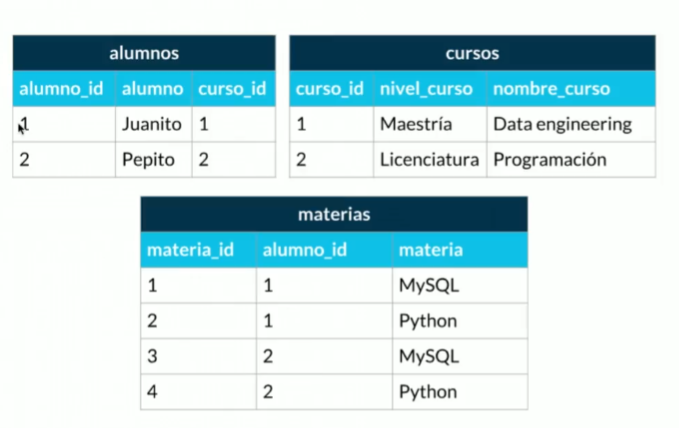 alumnos
alumno_id alumno curso_id
1 Juanito 1
2 Pepito 2
cursos
curso_id nivel_curso nombre_curso
1 Maestría Data engineering
2 Licenciatura Programación
materias
materia_id alumno_id materia
1 1 MySQL
2 1 Python
3 2 MySQL
4 2 Python